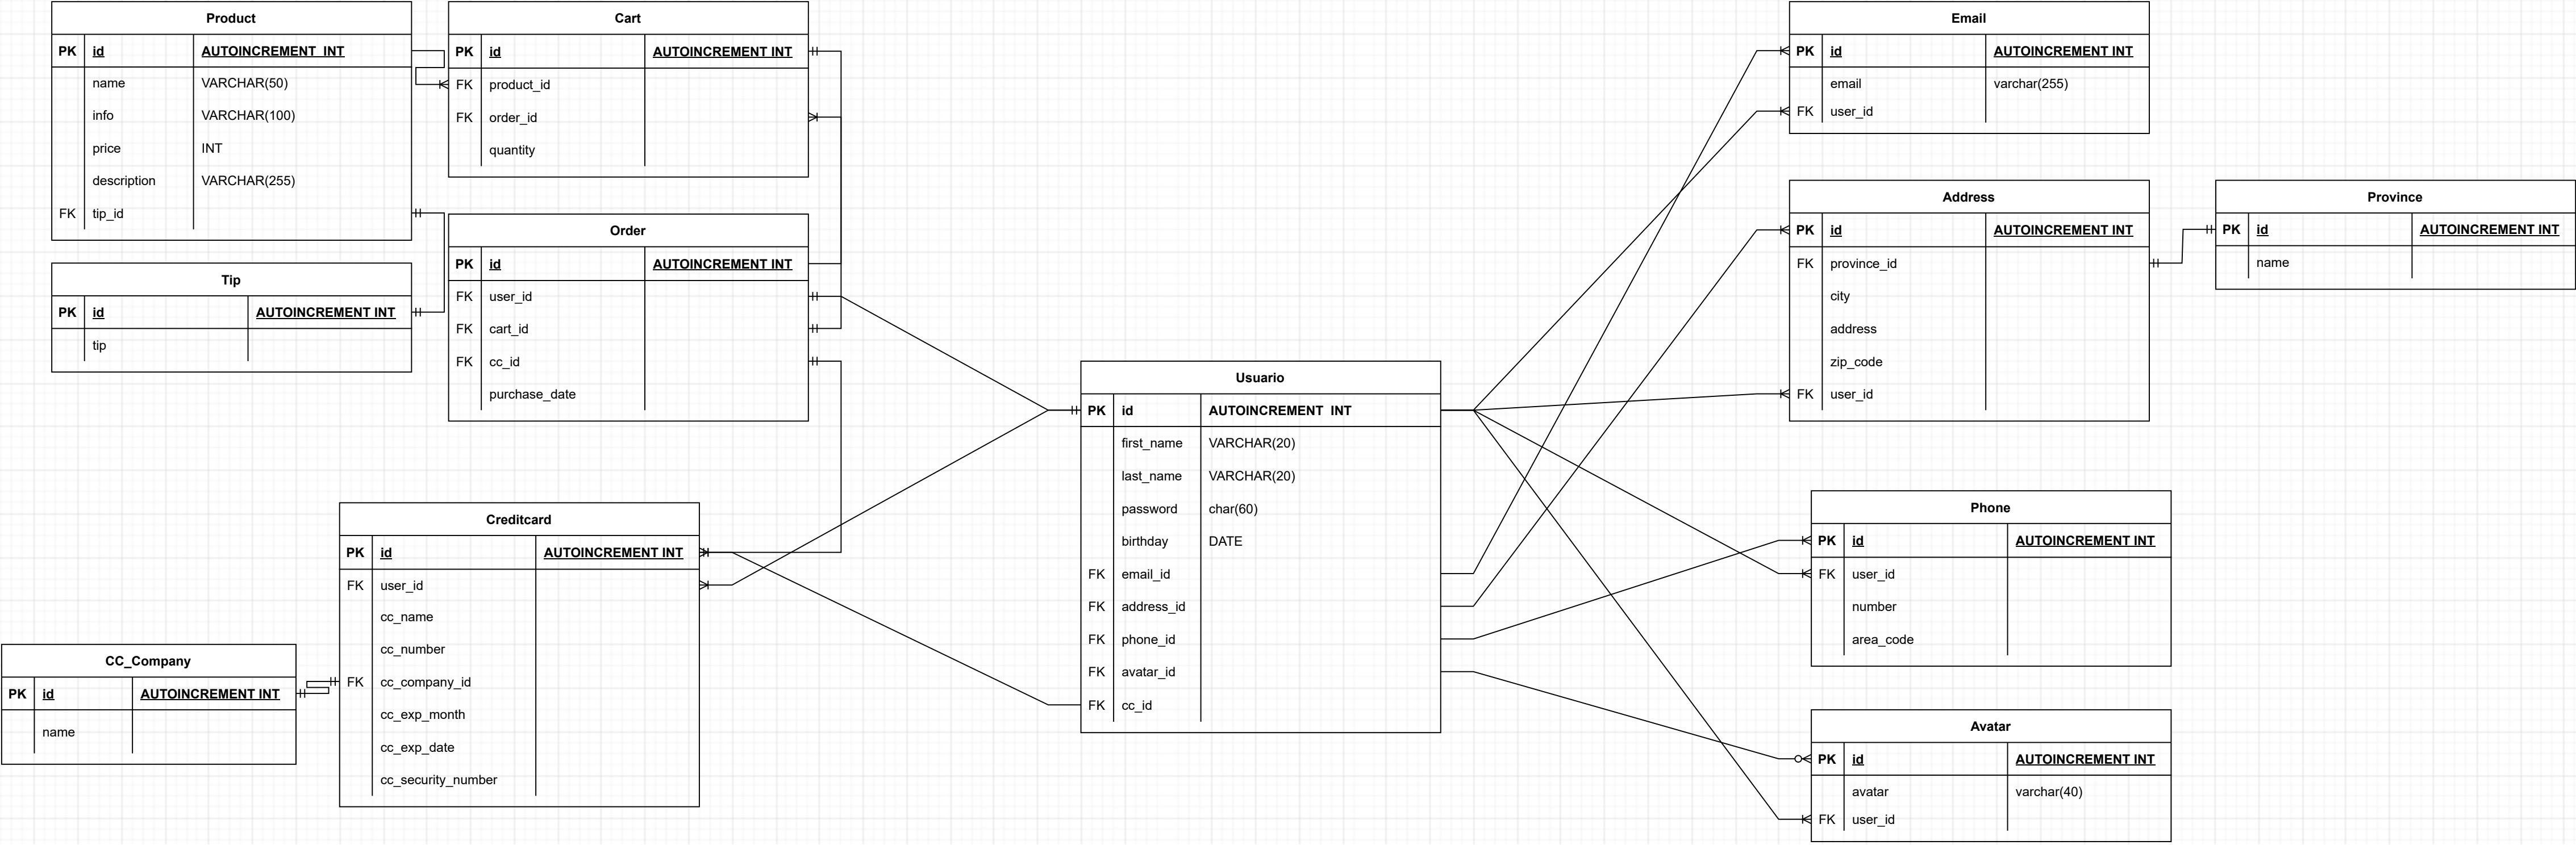 Product
PK id AUTOINCREMENT INT
name VARCHAR(50)
info VARCHAR(100)
price INT
description VARCHAR(255)
FK tip_id
Tip
PK id AUTOINCREMENT INT
tip
Cart
PK id AUTOINCREMENT INT
FK product_id
FK order_id
quantity
Order
PK id AUTOINCREMENT INT
FK user_id
FK cart_id
FK cc_id
purchase_date
Creditcard
PK id AUTOINCREMENT INT
FK user_id
cc_name
cc_number
FK cc_company_id
cc_exp_month
cc_exp_date
cc_security_number
CC_Company
PK id AUTOINCREMENT INT
name
Usuario
PK id AUTOINCREMENT INT
first_name VARCHAR(20)
last_name VARCHAR(20)
password char(60)
birthday DATE
FK email_id
FK address_id
FK phone_id
FK avatar_id
FK cc_id
Email
PK id AUTOINCREMENT INT
email varchar(255)
FK user_id
Address
PK id AUTOINCREMENT INT
FK province_id
city
address
zip_code
FK user_id
Province
PK id AUTOINCREMENT INT
name
Phone
PK id AUTOINCREMENT INT
FK user_id
number
area_code
Avatar
PK id AUTOINCREMENT INT
avatar varchar(40)
FK user_id